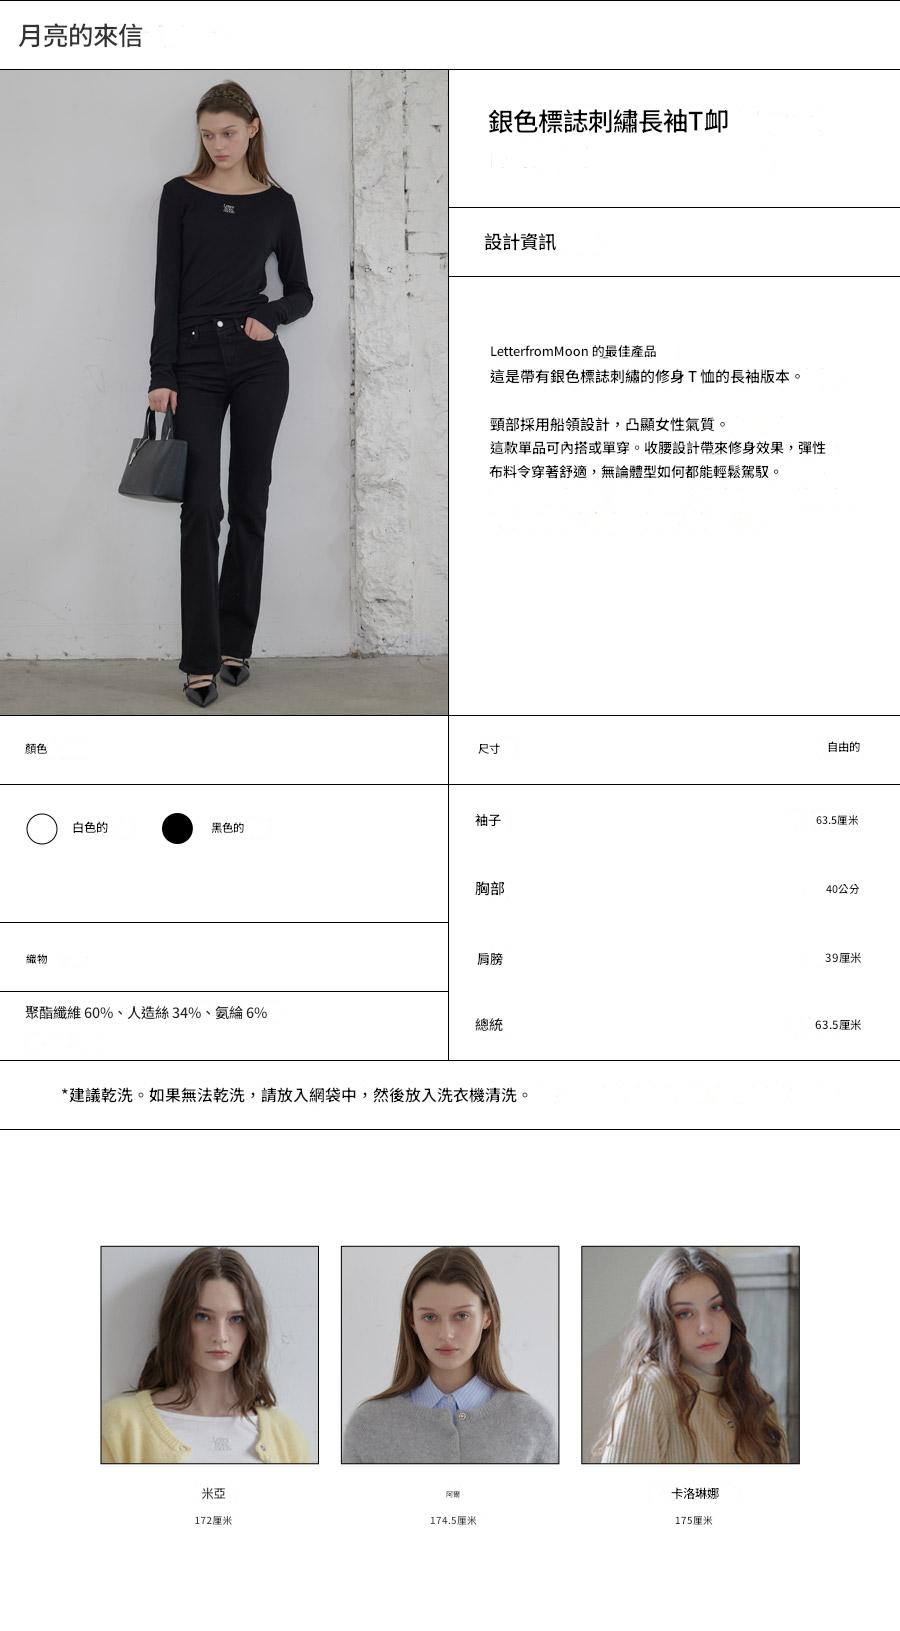 月亮的來信
銀色標誌刺繡長袖T卹
設計資訊
LetterfromMoon 的最佳產品
這是帶有銀色標誌刺繡的修身 T 恤的長袖版本。
頸部採用船領設計，凸顯女性氣質。
這款單品可內搭或單穿。收腰設計帶來修身效果，彈性
布料令穿著舒適，無論體型如何都能輕鬆駕馭。
顏色
尺寸
自由的
白色的
黑色的
袖子
63.5厘米
胸部
40公分
織物
肩膀
39厘米
聚酯纖維 60%、人造絲 34%、氨綸 6%
總統
63.5厘米
*建議乾洗。如果無法乾洗，請放入網袋中，然後放入洗衣機清洗。
米亞
阿爾
卡洛琳娜
172厘米
174.5厘米
175厘米